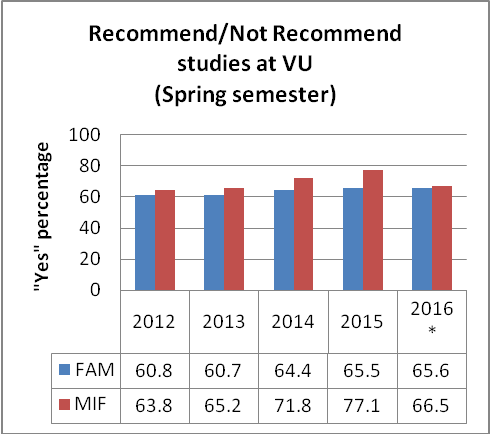 Recommend/Not Recommend
studies at VU
(Spring semester)
"Yes" percentage
100
80
60
40
20
0
2012 2013 2014 2015 2016
*
FAM 60.8 60.7 64.4 65.5 65.6
MIF 63.8 65.2 71.8 77.1 66.5